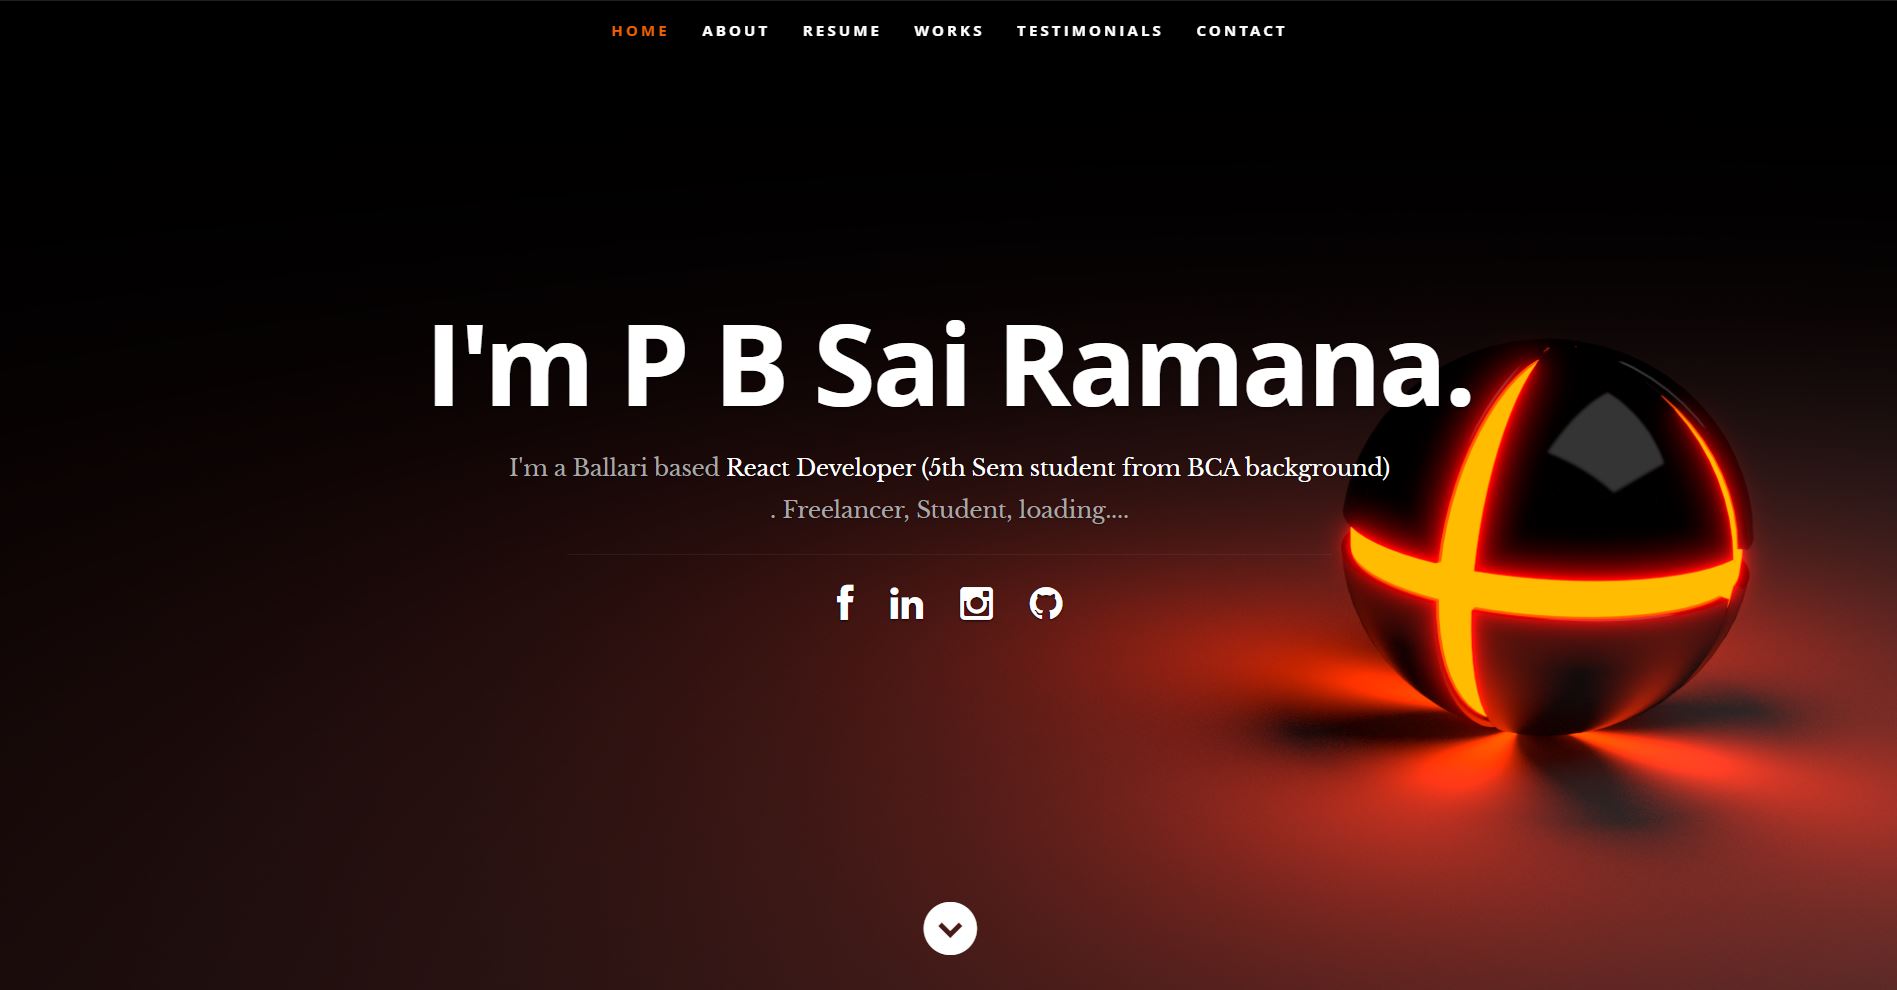 HOME ABOUT RESUME WORKS TESTIMONIALS CONTACT
I'm P B Sai Ramana.
I'm a Ballari based React Developer (5th Sem student from BCA background)
. Freelancer, Student, loading....